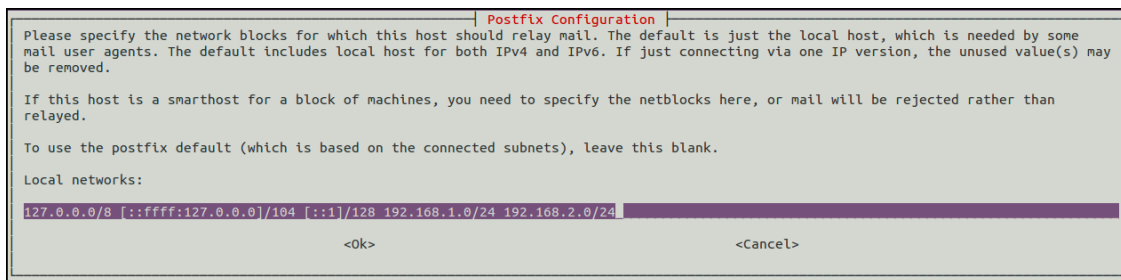 Postfix Configuration
Please specify the network blocks for which this host should relay mail. The default is just the local host, which is needed by some
mail user agents. The default includes local host for both IPv4 and IPv6. If just connecting via one IP version, the unused value(s) may
be removed.
If this host is a smarthost for a block of machines, you need to specify the netblocks here, or mail will be rejected rather than
relayed.
To use the postfix default (which is based on the connected subnets), leave this blank.
Local networks:
127.0.0.0/8 [::ffff:127.0.0.0]/104 [::1]/128 192.168.1.0/24 192.168.2.0/24
<Ok> <Cancel>